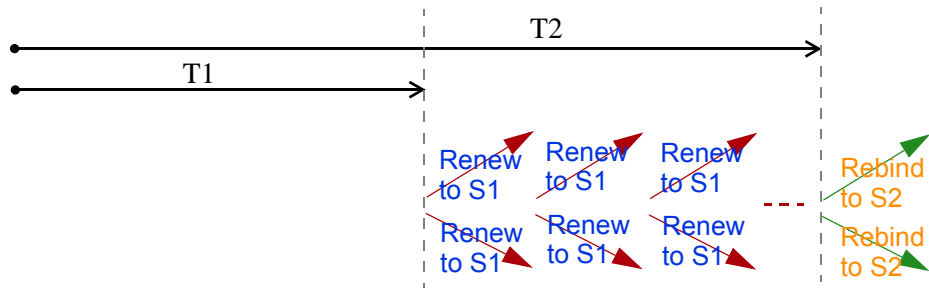 T2
T1
Renew
to S1
Renew
to S1
Renew
to S1
Rebind
to S2
Renew
to S1
Renew
to S1
Renew
to S1
Rebind
to S2